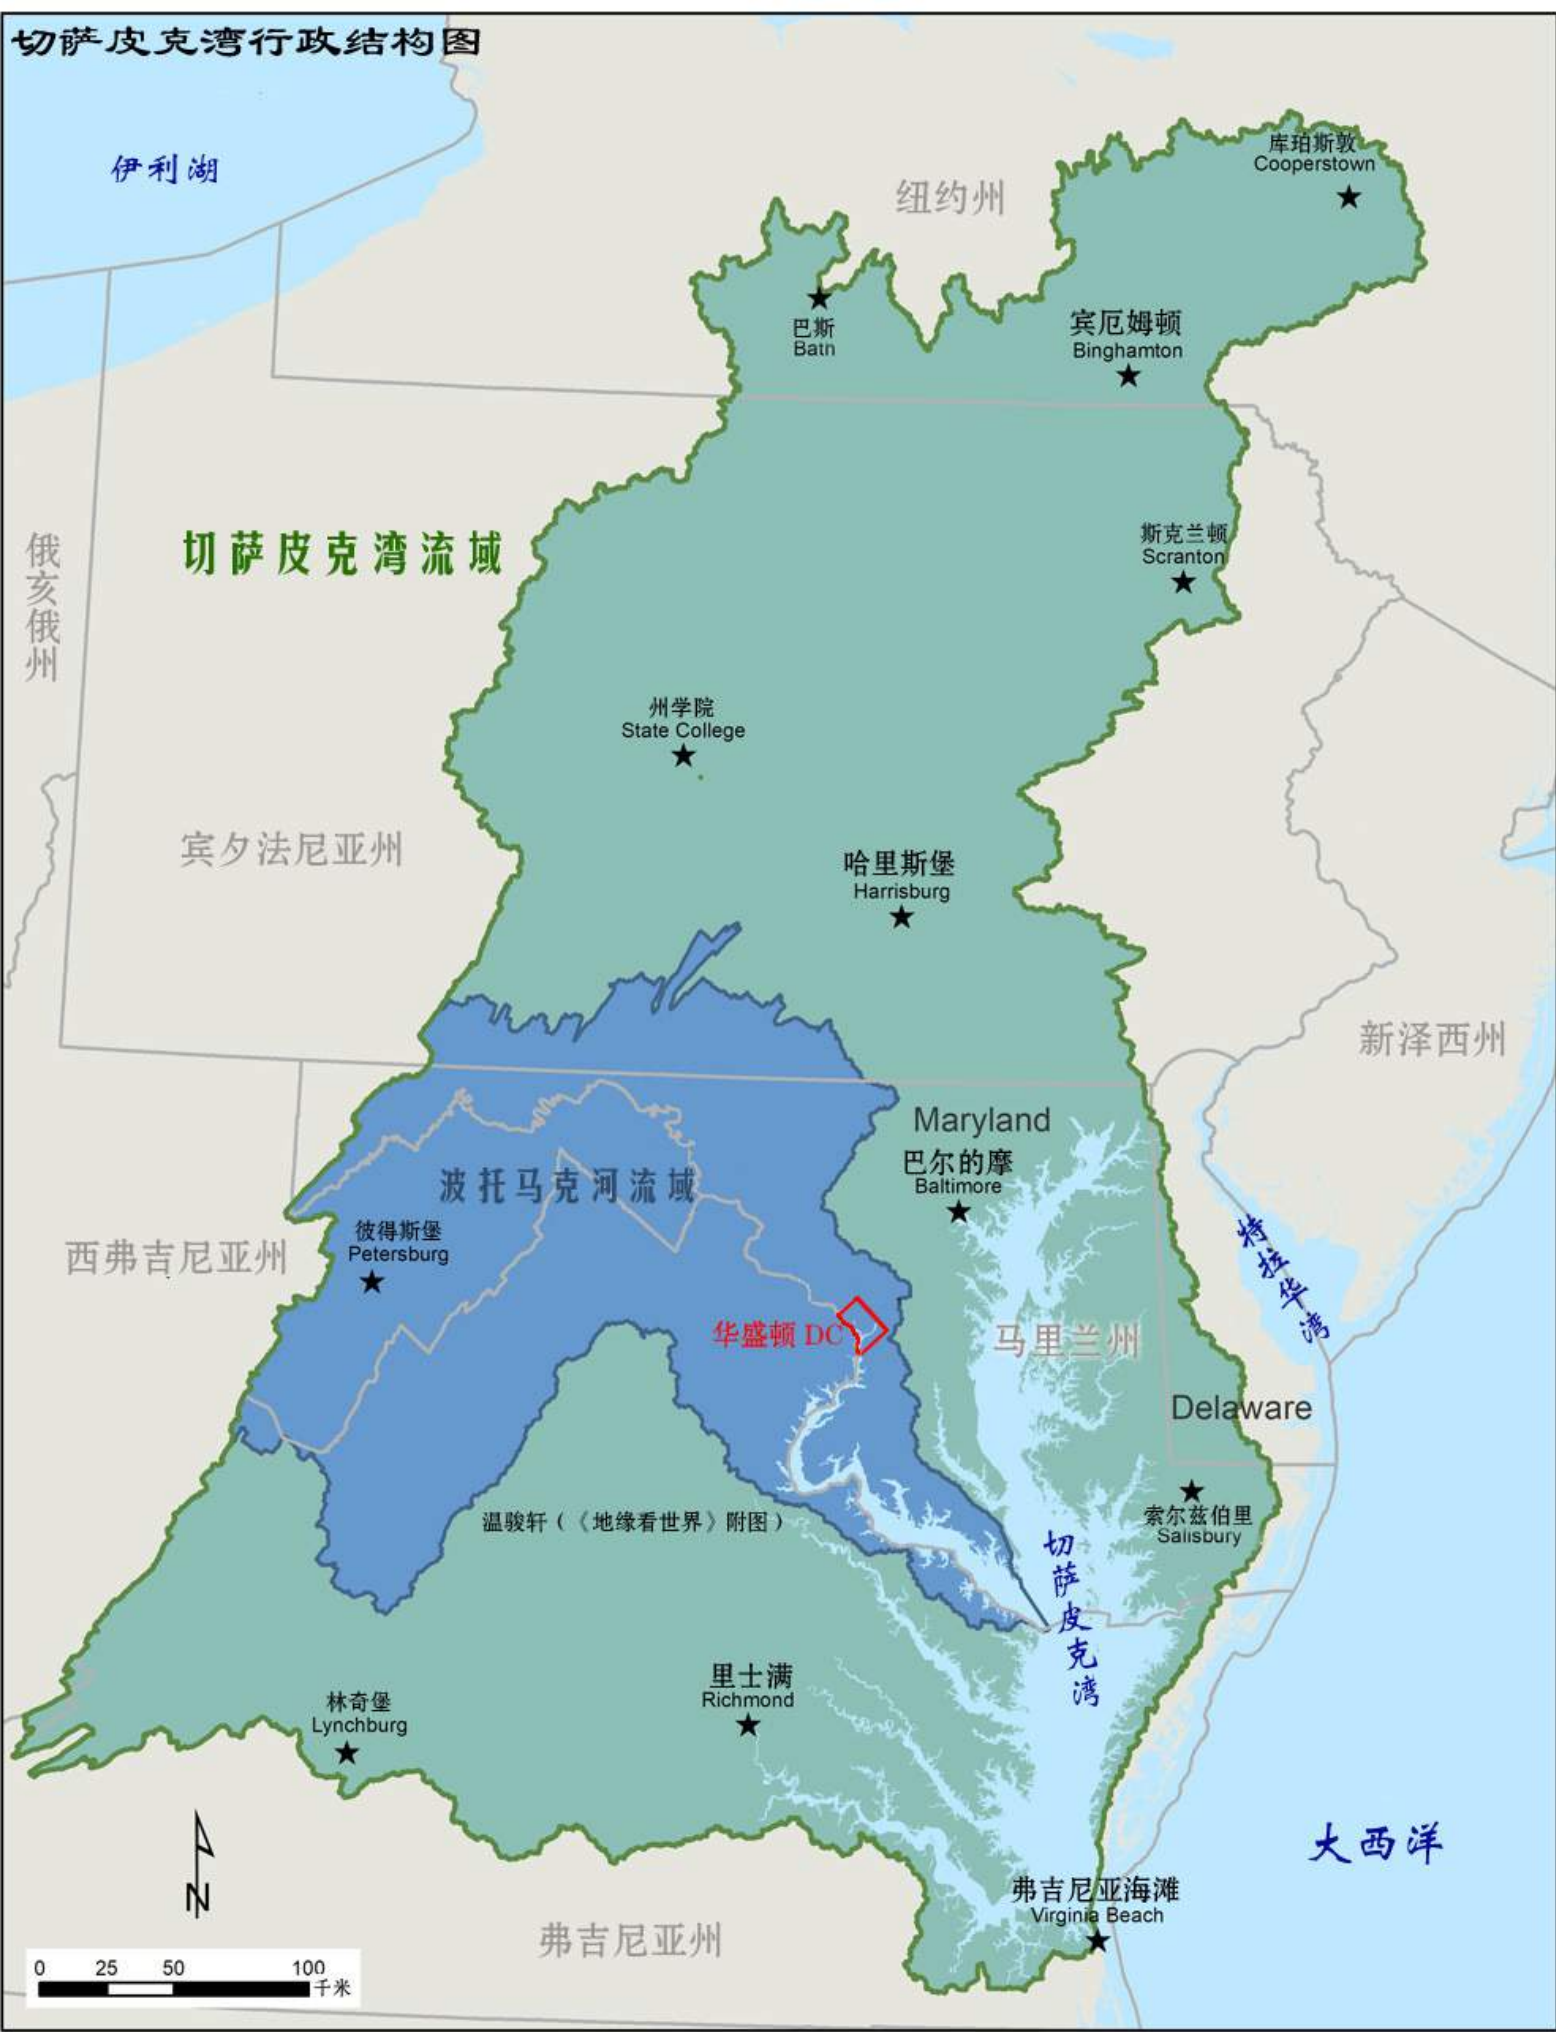 切萨皮克湾行政结构图
伊利湖
纽约州
库珀斯敦
Cooperstown
巴斯
Batn
宾厄姆顿
Binghamton
俄亥俄州
切萨皮克湾流域
斯克兰顿
Scranton
州学院
State College
宾夕法尼亚州
哈里斯堡
Harrisburg
新泽西州
Maryland
巴尔的摩
Baltimore
波托马克河流域
西弗吉尼亚州
彼得斯堡
Petersburg
特拉华湾
华盛顿 DC
马里兰州
Delaware
索尔兹伯里
Salisbury
温骏轩（《地缘看世界》附图）
切萨皮克湾
里士满
Richmond
林奇堡
Lynchburg
大西洋
弗吉尼亚海滩
Virginia Beach
弗吉尼亚州
N
0 25 50 100
千米